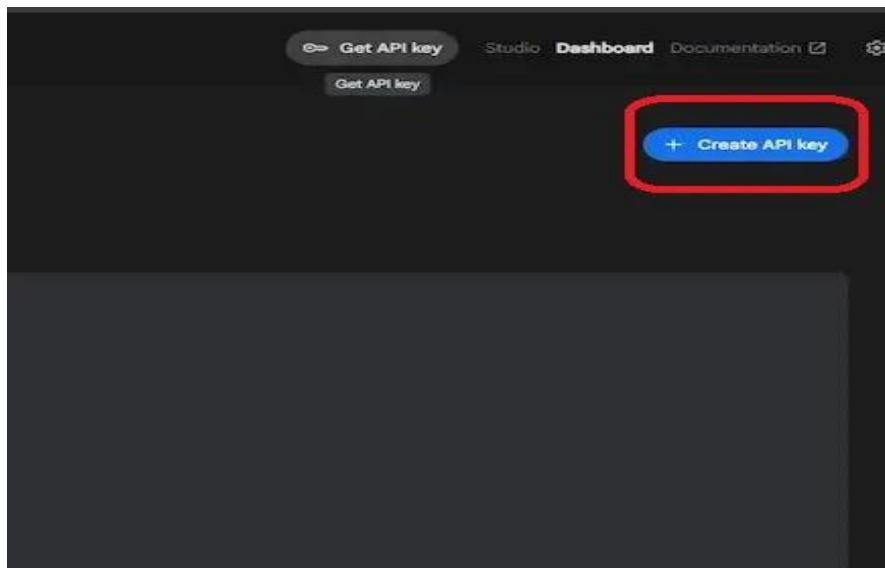 Get API key Studio Dashboard Documentation
Get API key
+ Create API key